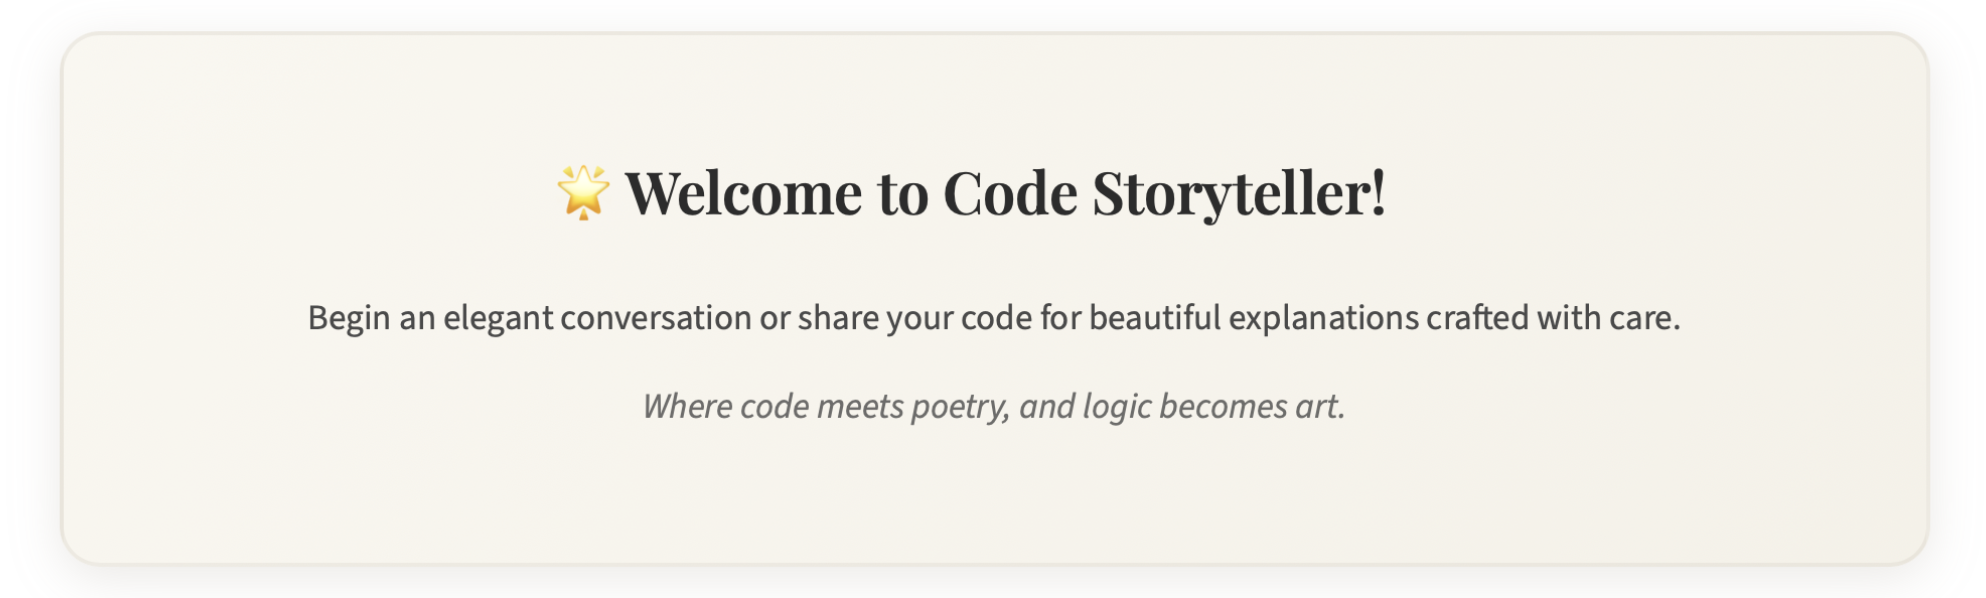 🌟 Welcome to Code Storyteller!
Begin an elegant conversation or share your code for beautiful explanations crafted with care.
Where code meets poetry, and logic becomes art.